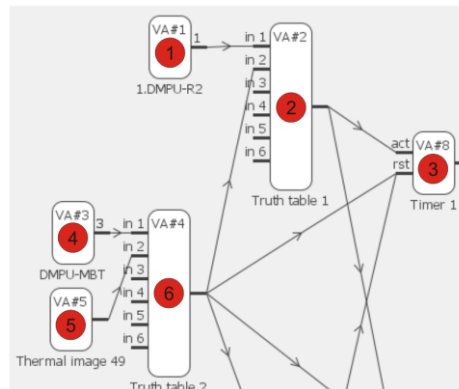 VA#1
1
1
1.DMPU-R2
in 1
VA#2
in 2
in 3
in 4
in 5
in 6
2
Truth table 1
act
rst
VA#8
3
Timer 1
VA#3
3
4
DMPU-MBT
VA#5
5
Thermal image 49
in 1
VA#4
in 2
in 3
in 4
in 5
in 6
6
Truth table 2